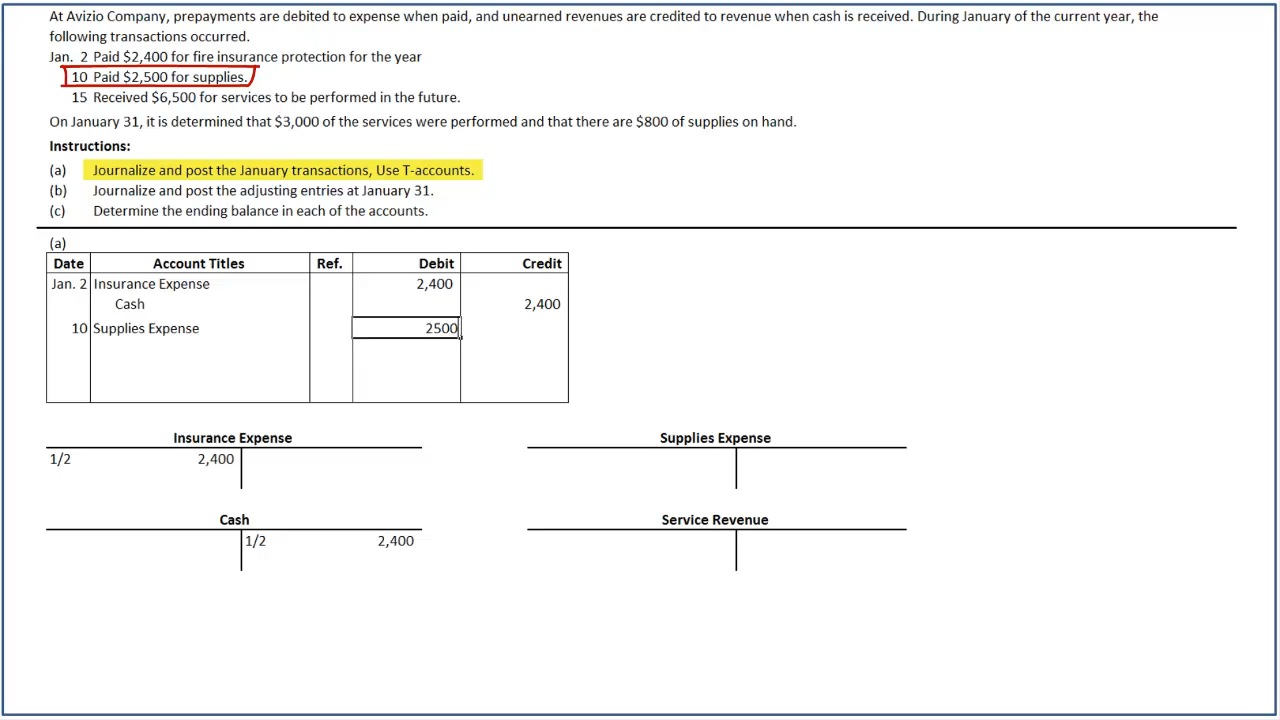 At Avizio Company, prepayments are debited to expense when paid, and unearned revenues are credited to revenue when cash is received. During January of the current year, the
following transactions occurred.
Jan. 2 Paid $2,400 for fire insurance protection for the year
10 Paid $2,500 for supplies.
15 Received $6,500 for services to be performed in the future.
On January 31, it is determined that $3,000 of the services were performed and that there are $800 of supplies on hand.
Instructions:
(a) Journalize and post the January transactions, Use T-accounts.
(b) Journalize and post the adjusting entries at January 31.
(c) Determine the ending balance in each of the accounts.
(a)
Date Account Titles Ref. Debit Credit
Jan. 2 Insurance Expense 2,400
Cash 2,400
10 Supplies Expense 2500
Insurance Expense Supplies Expense
1/2 2,400
Cash Service Revenue
1/2 2,400